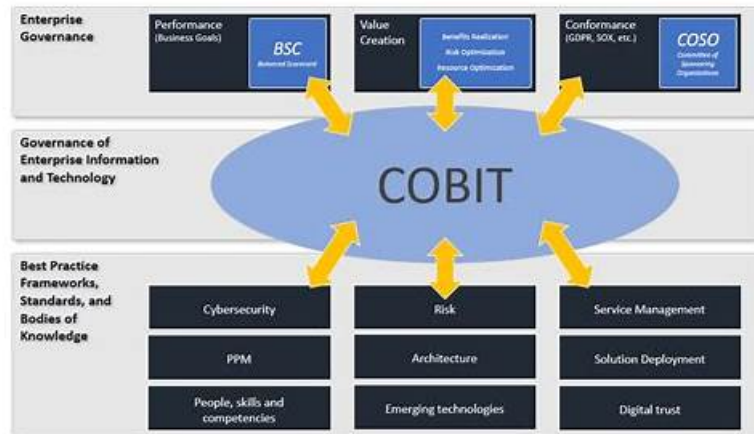 Enterprise
Governance
Performance
(Business Goals)
BSC
Balanced Scorecard
Value
Creation
Benefits Realization
Risk Optimization
Resource Optimization
Conformance
(GDPR, SOX, etc.)
COSO
Committee of
Sponsoring
Organizations
Governance of
Enterprise Information
and Technology
COBIT
Best Practice
Frameworks,
Standards, and
Bodies of
Knowledge
Cybersecurity
Risk
Service Management
PPM
Architecture
Solution Deployment
People, skills and
competencies
Emerging technologies
Digital trust